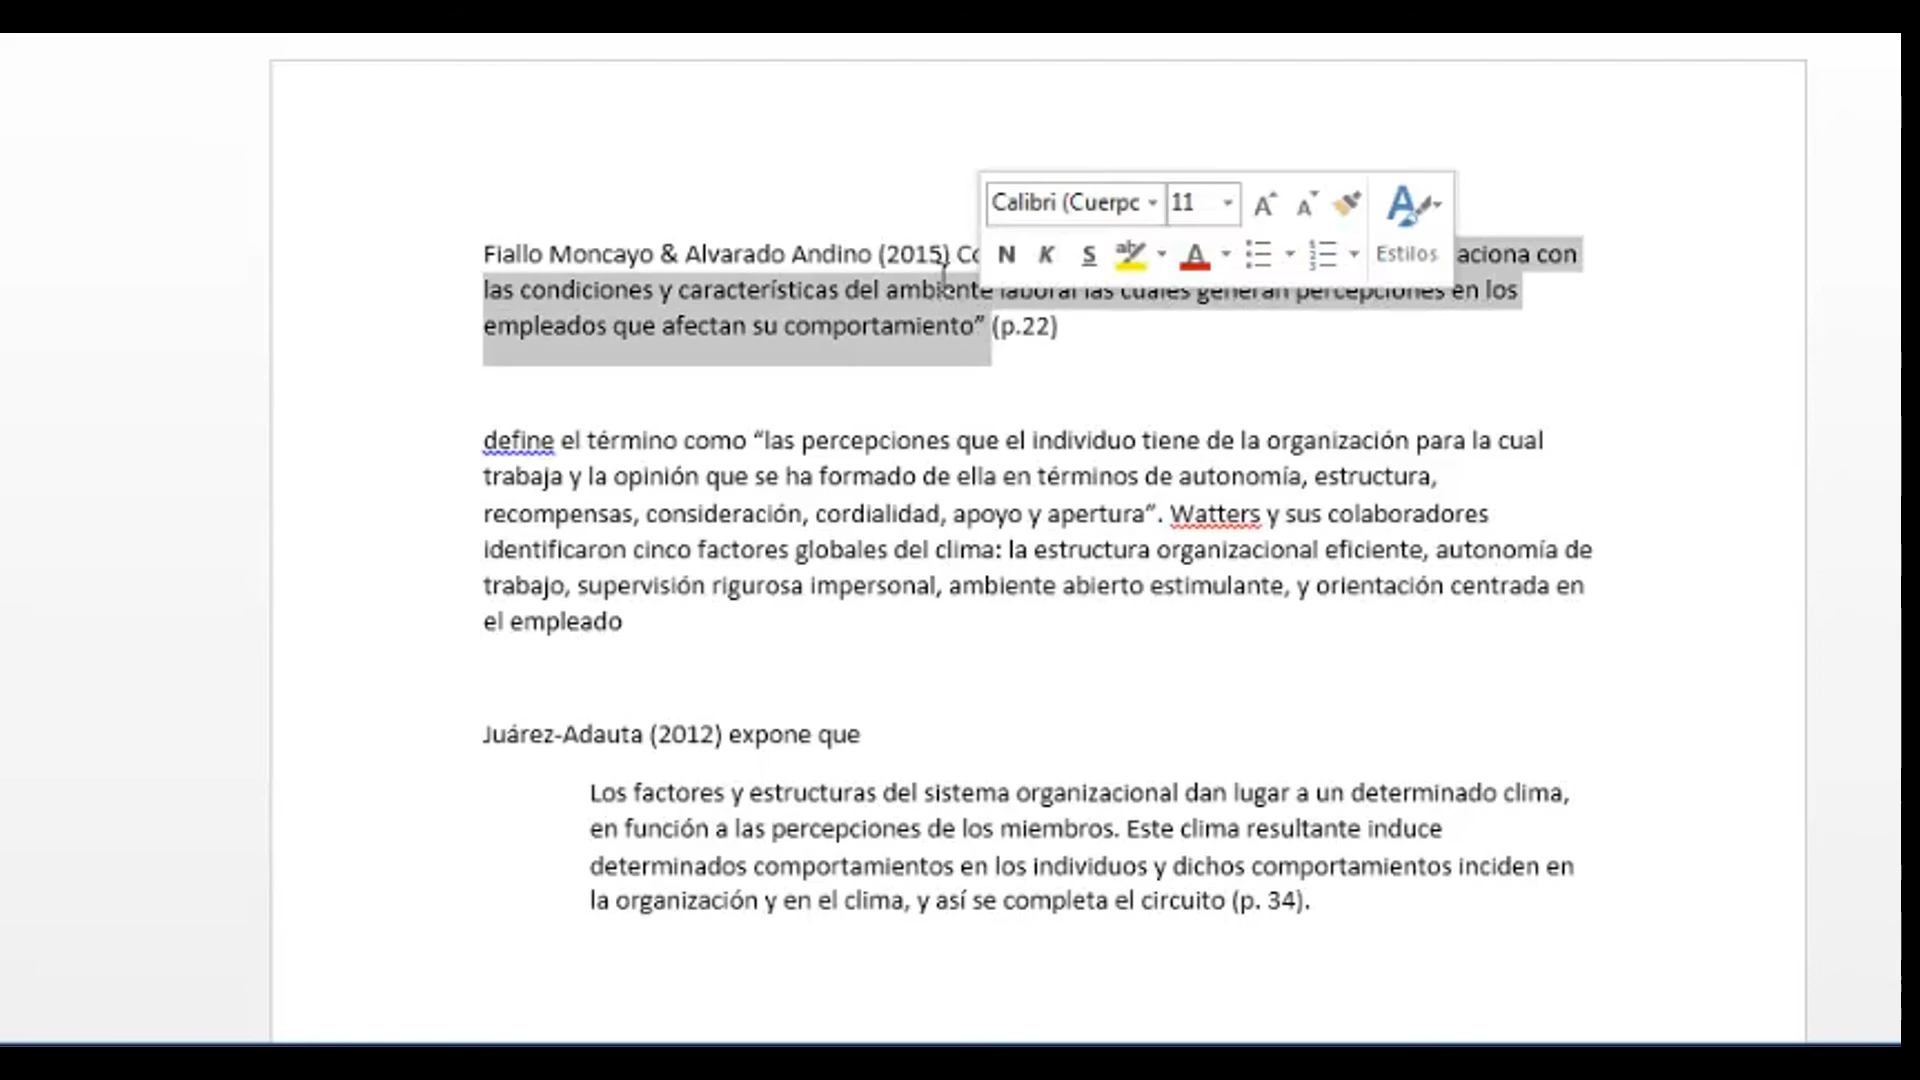 Calibri (Cuerpc 11
N K S Estilos
Fiallo Moncayo & Alvarado Andino (2015) aciona con
las condiciones y características del ambiente laboral las cuales generan percepciones en los
empleados que afectan su comportamiento” (p.22)
define el término como “las percepciones que el individuo tiene de la organización para la cual
trabaja y la opinión que se ha formado de ella en términos de autonomía, estructura,
recompensas, consideración, cordialidad, apoyo y apertura”. Watters y sus colaboradores
identificaron cinco factores globales del clima: la estructura organizacional eficiente, autonomía de
trabajo, supervisión rigurosa impersonal, ambiente abierto estimulante, y orientación centrada en
el empleado
Juárez-Adauta (2012) expone que
Los factores y estructuras del sistema organizacional dan lugar a un determinado clima,
en función a las percepciones de los miembros. Este clima resultante induce
determinados comportamientos en los individuos y dichos comportamientos inciden en
la organización y en el clima, y así se completa el circuito (p. 34).